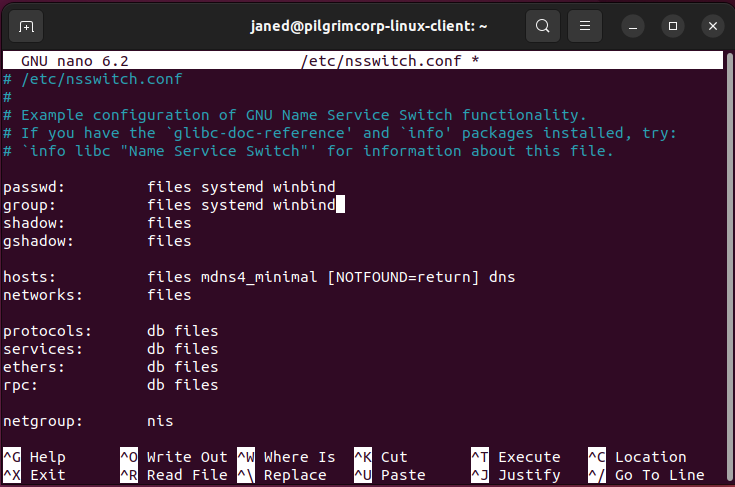 janed@pilgrimcorp-linux-client: ~
GNU nano 6.2 /etc/nsswitch.conf *
# /etc/nsswitch.conf
#
# Example configuration of GNU Name Service Switch functionality.
# If you have the `glibc-doc-reference' and `info' packages installed, try:
# `info libc "Name Service Switch"' for information about this file.

passwd:         files systemd winbind
group:          files systemd winbind
shadow:         files
gshadow:        files

hosts:          files mdns4_minimal [NOTFOUND=return] dns
networks:       files

protocols:      db files
services:       db files
ethers:         db files
rpc:            db files

netgroup:       nis

^G Help ^O Write Out ^W Where Is ^K Cut ^T Execute ^C Location
^X Exit ^R Read File ^\ Replace ^U Paste ^J Justify ^/ Go To Line